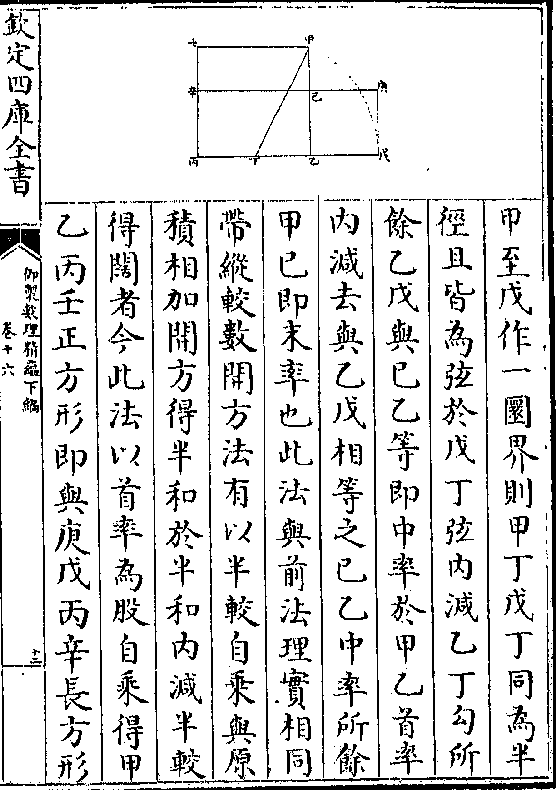 甲至戊作一圜界則甲丁戊丁同為半
徑且皆為弦於戊丁弦内減乙丁勾所
餘乙戊與己乙等即中率於甲乙首率
内減去與乙戊相等之己乙中率所餘
甲己即末率也此法與前法理實相同
帶縱較數開方法有以半較自乘與原
積相加開方得半和於半和内減半較
得闊者今此法以首率為股自乘得甲
乙丙壬正方形即與庚戊丙辛長方形
欽定四庫全書
御製數理精蘊下編
卷十六
十三
七
甲
辛
己
庚
丙
丁
乙
戊